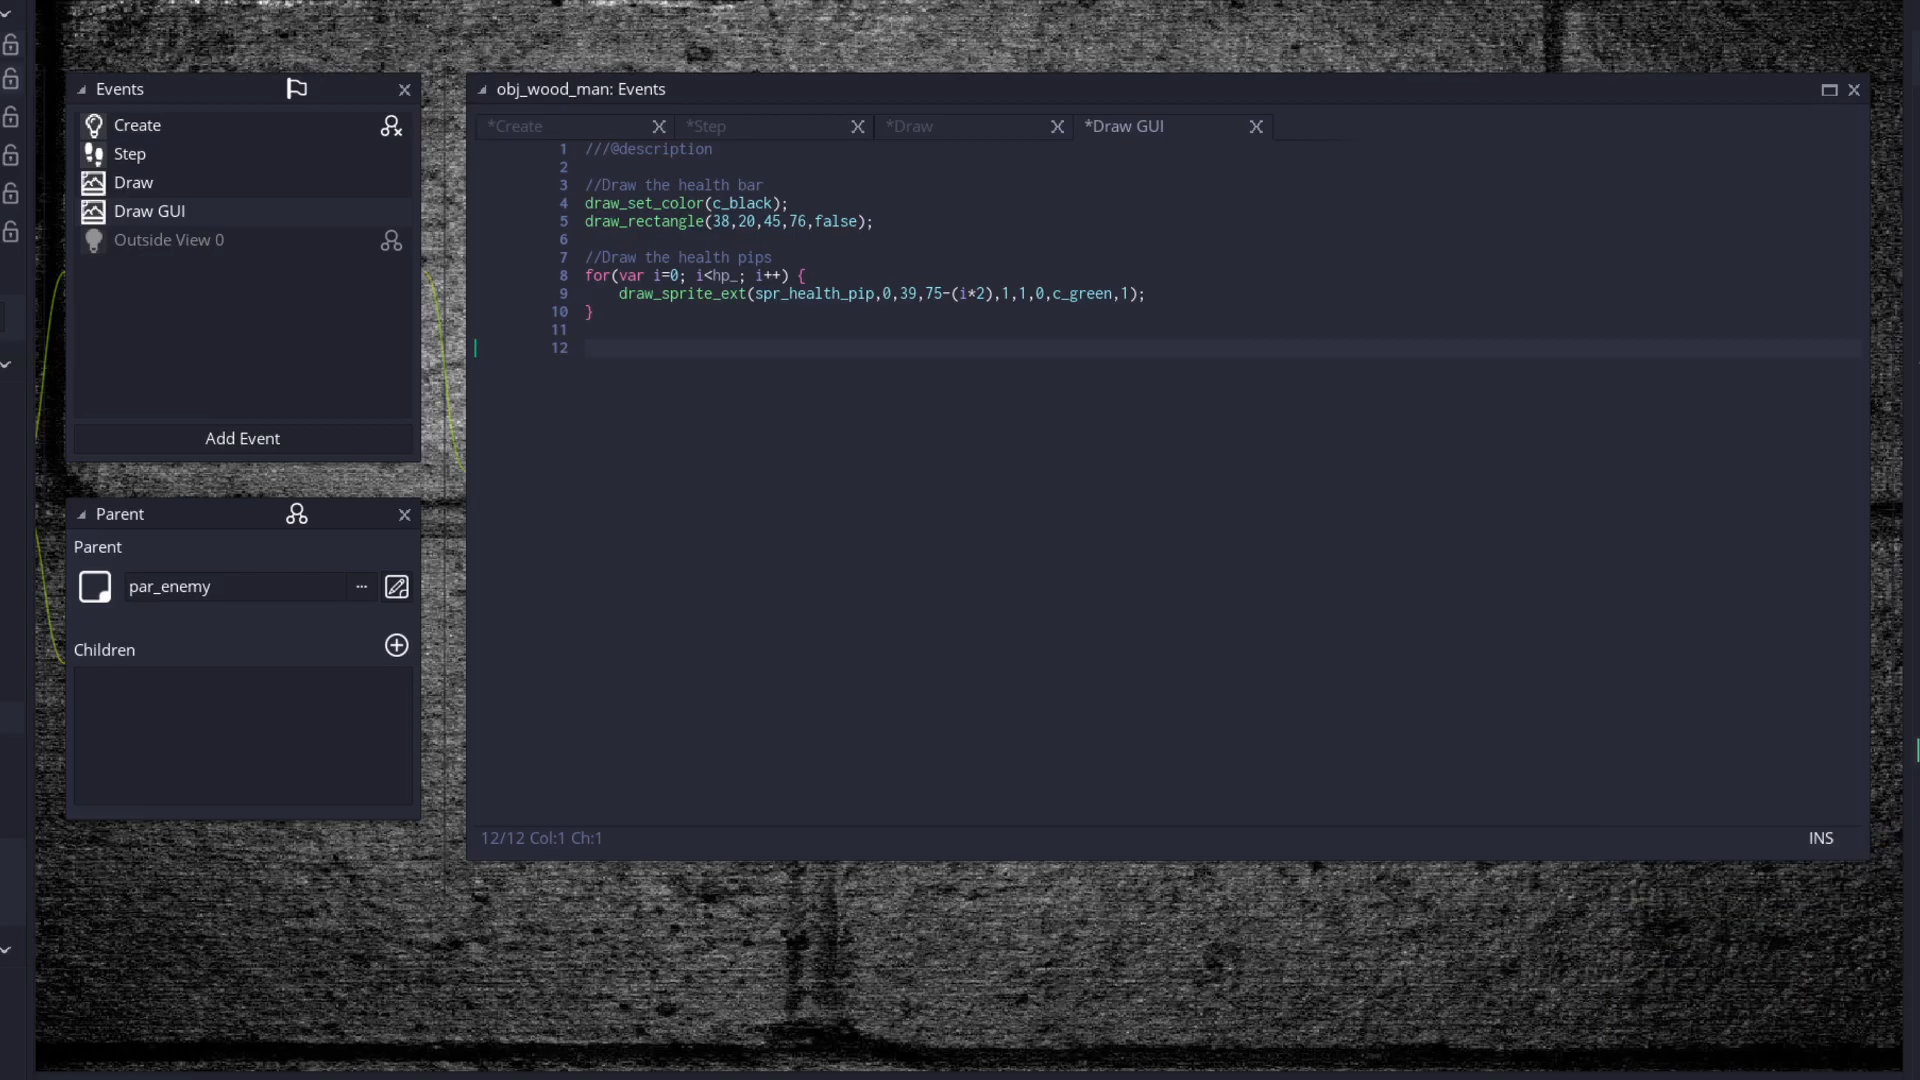 Events
Create
Step
Draw
Draw GUI
Outside View 0
Add Event
Parent
Parent
par_enemy
...
Children
obj_wood_man: Events
*Create
*Step
*Draw
*Draw GUI
1 ///@description
2
3 //Draw the health bar
4 draw_set_color(c_black);
5 draw_rectangle(38,20,45,76,false);
6
7 //Draw the health pips
8 for(var i=0; i<hp_; i++) {
9 draw_sprite_ext(spr_health_pip,0,39,75-(i*2),1,1,0,c_green,1);
10 }
11
12
12/12 Col:1 Ch:1
INS